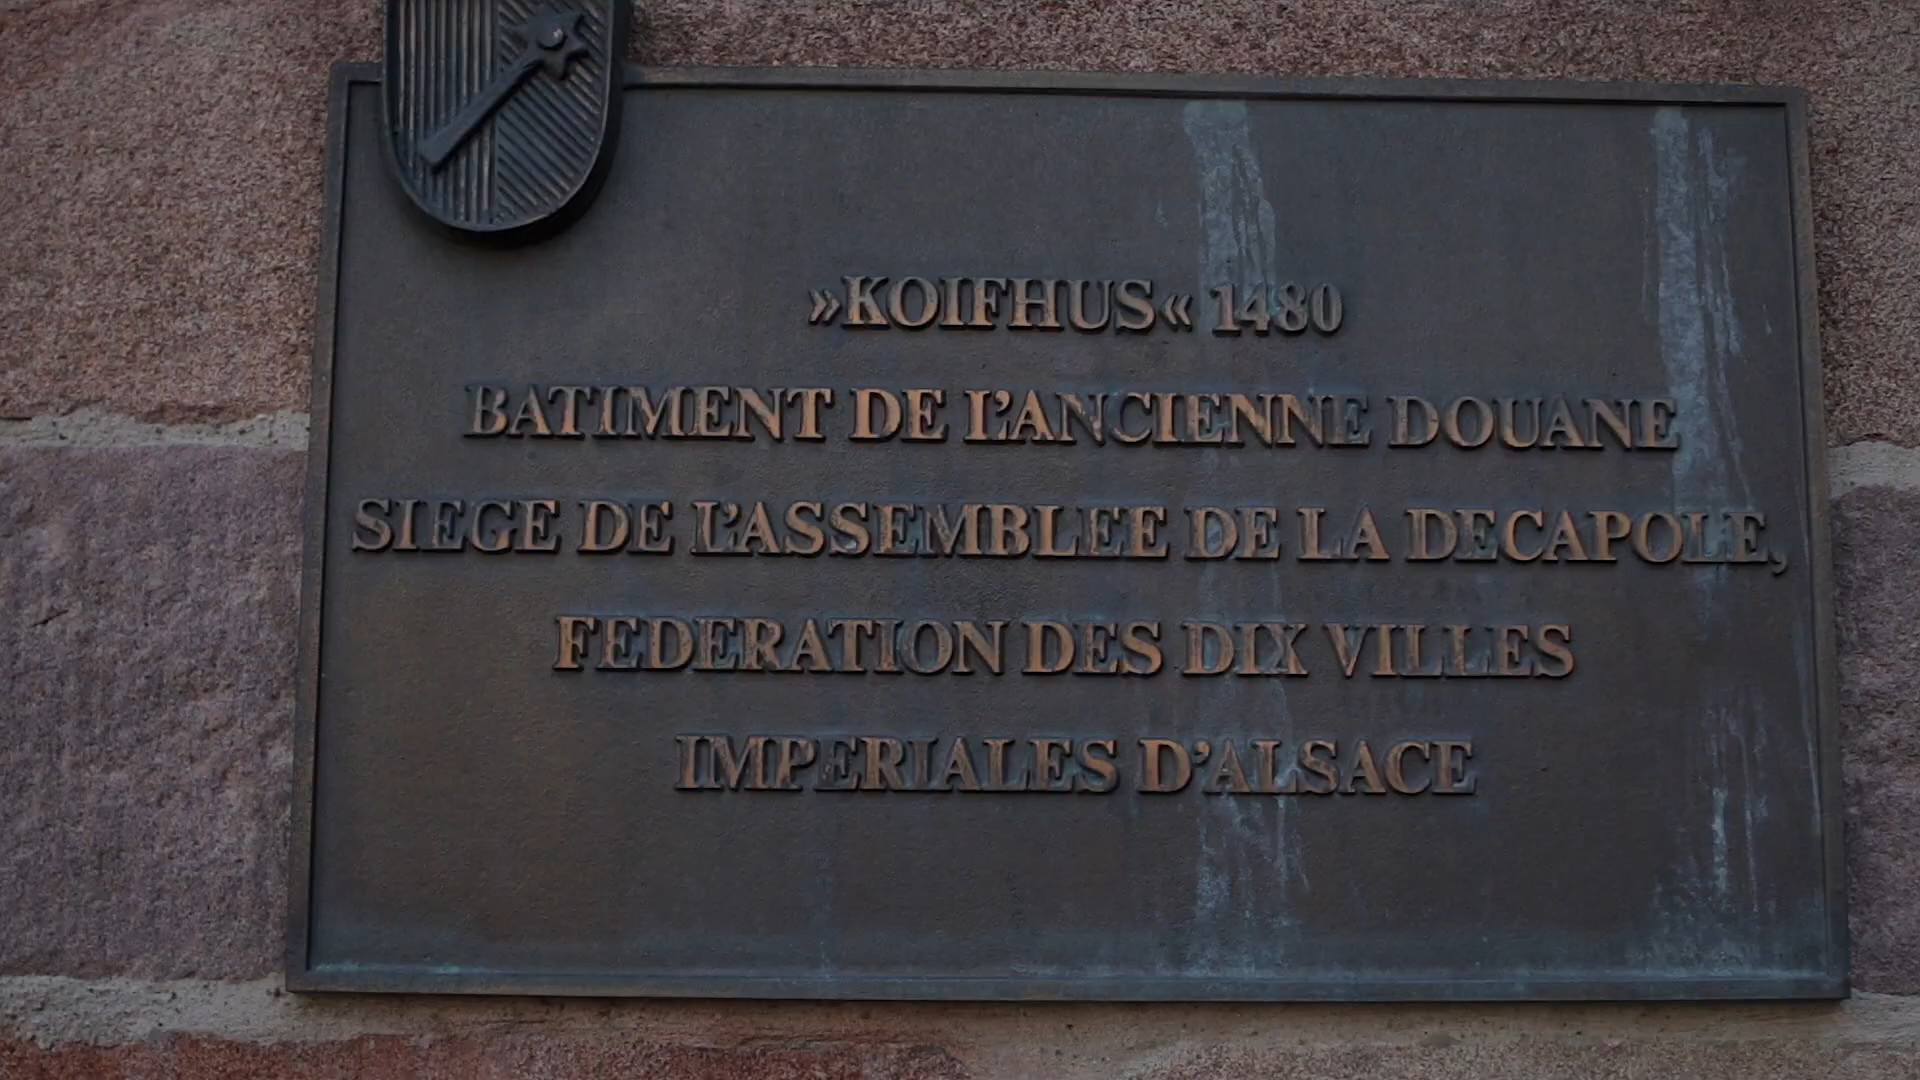 »KOIFHUS« 1480
BATIMENT DE L'ANCIENNE DOUANE
SIEGE DE L'ASSEMBLEE DE LA DECAPOLE,
FEDERATION DES DIX VILLES
IMPERIALES D'ALSACE